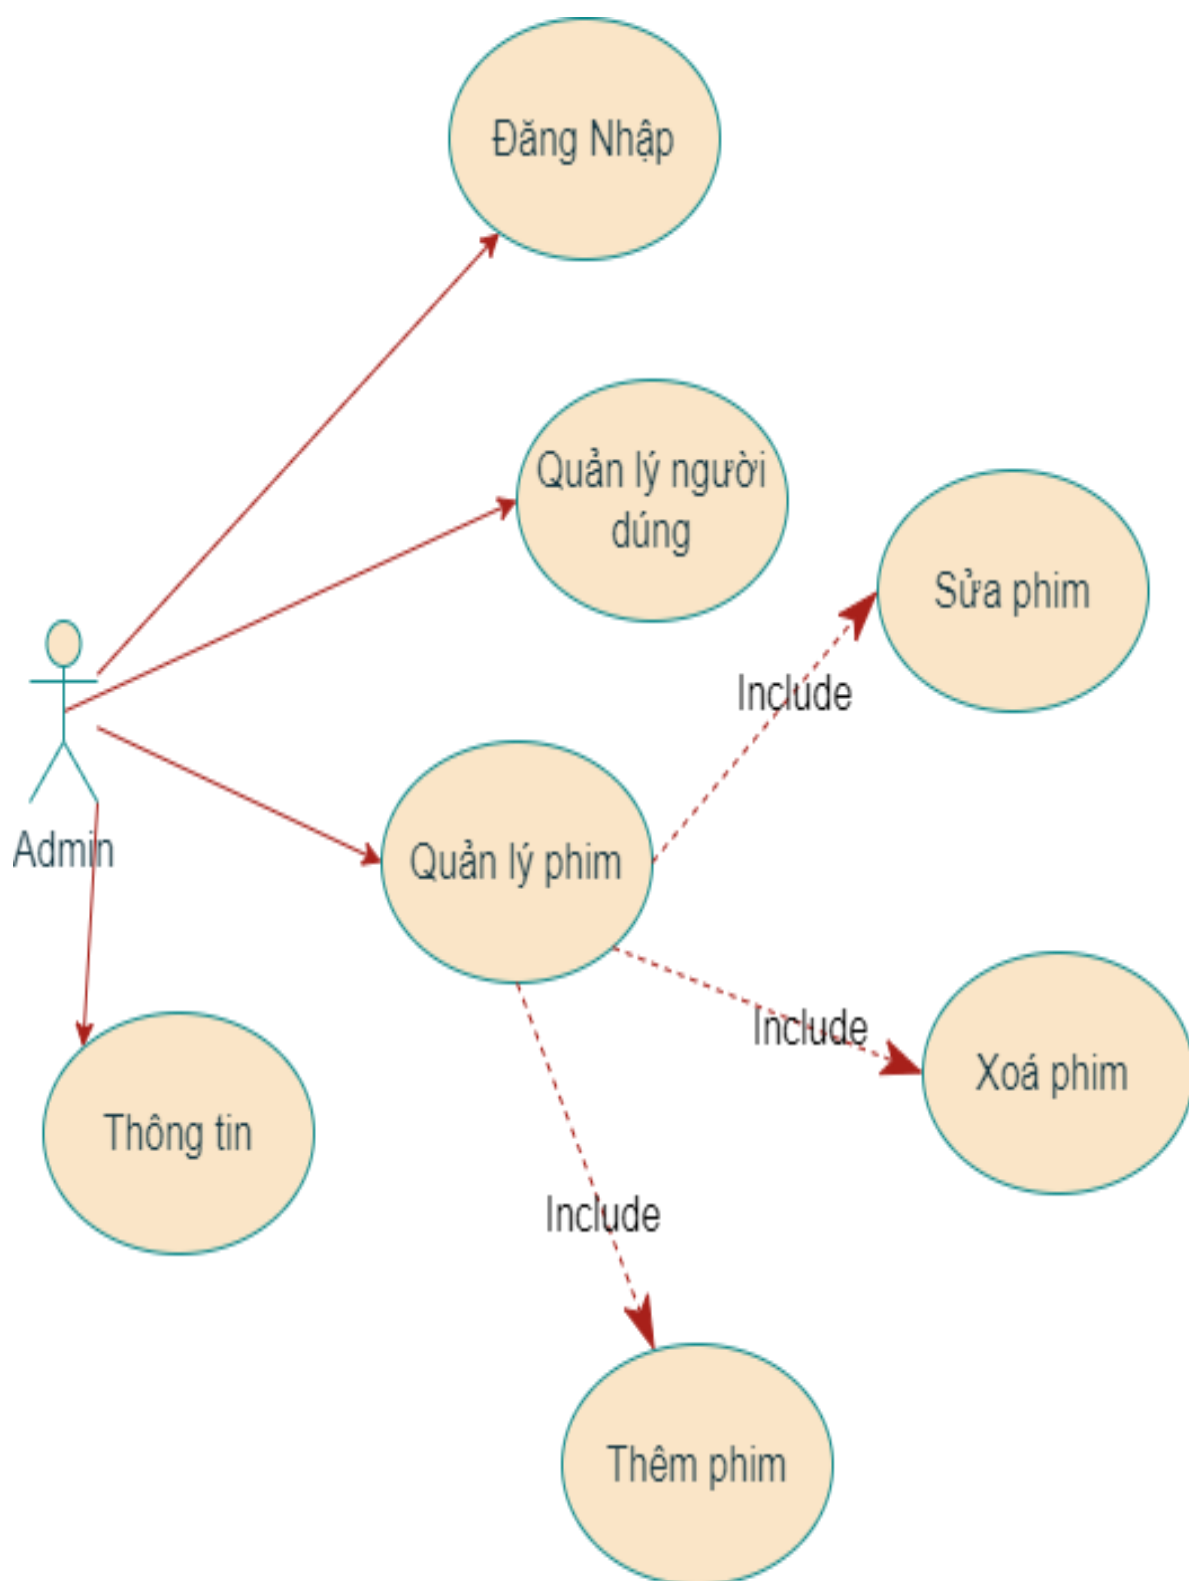 Đăng Nhập
Quản lý người
dúng
Sửa phim
Include
Admin
Quản lý phim
Include
Xoá phim
Thông tin
Include
Thêm phim